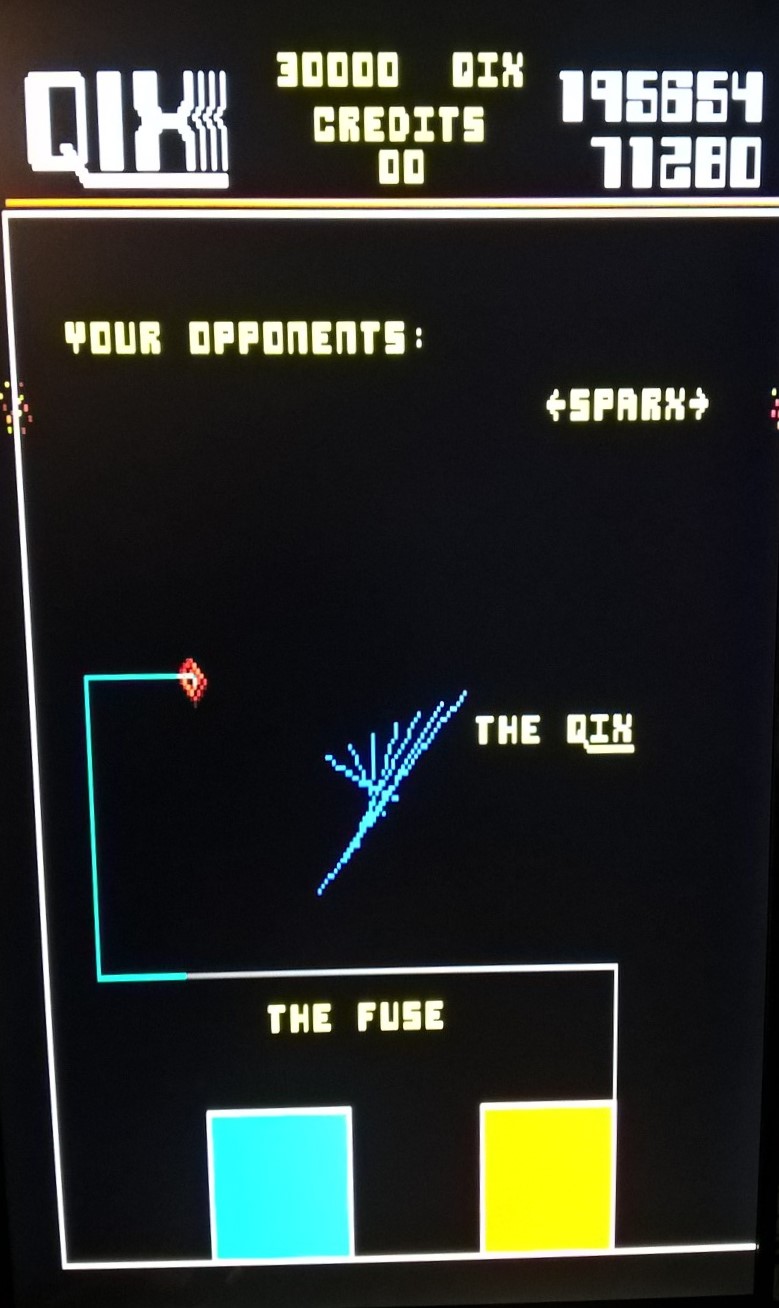 QIX
30000 QIX
CREDITS
00
195654
71280
YOUR OPPONENTS:
←SPARX→
THE QIX
THE FUSE